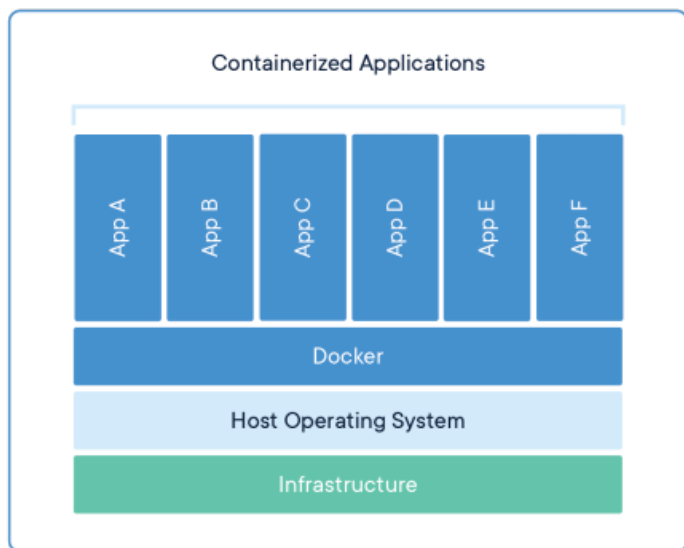 Containerized Applications
App A
App B
App C
App D
App E
App F
Docker
Host Operating System
Infrastructure